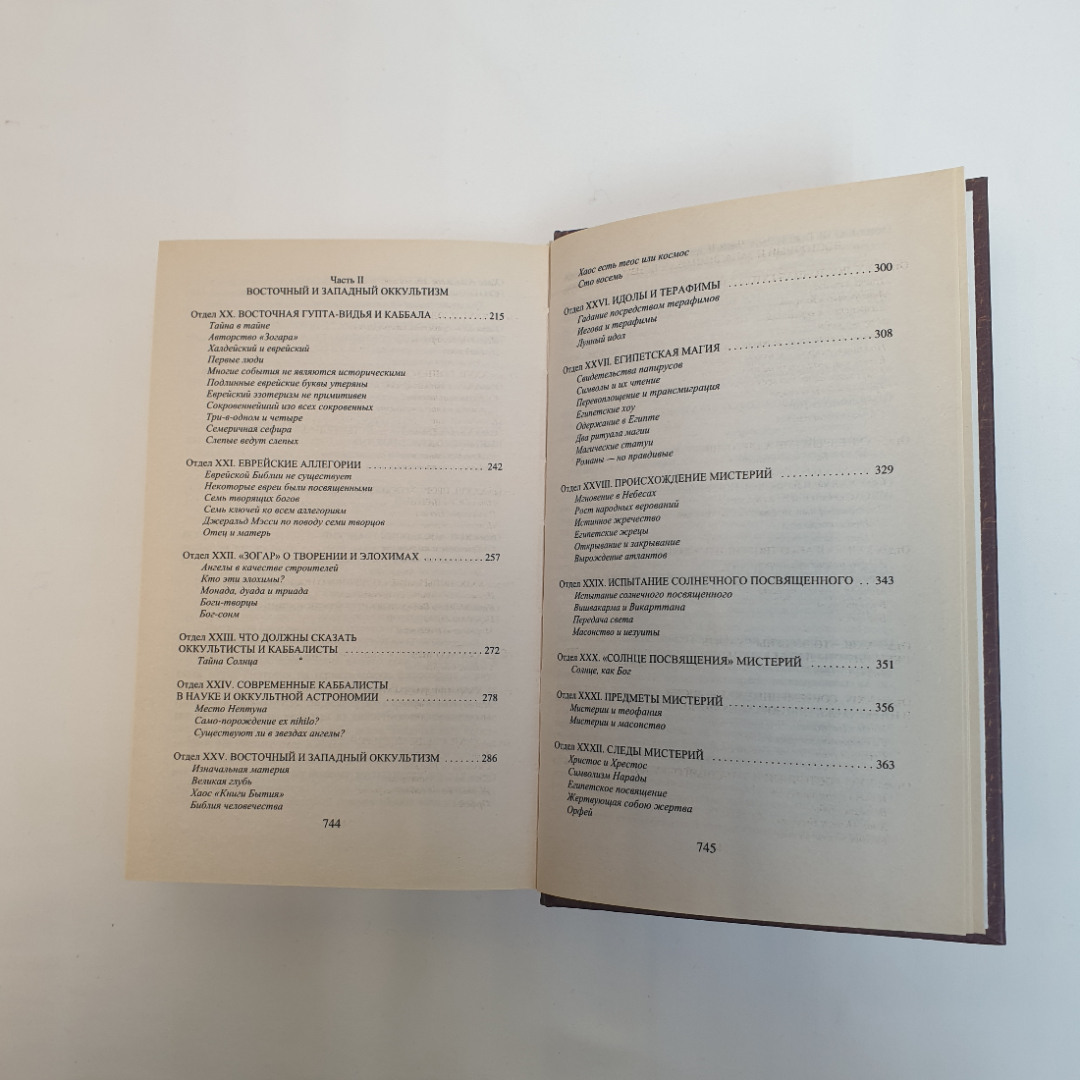 Часть II
ВОСТОЧНЫЙ И ЗАПАДНЫЙ ОККУЛЬТИЗМ
Отдел XX. ВОСТОЧНАЯ ГУПТА-ВИДЬЯ И КАББАЛА .......... 215
Тайна в тайне
Авторство «Зогара»
Халдейский и еврейский
Первые люди
Многие события не являются историческими
Подлинные еврейские буквы утеряны
Еврейский эзотеризм не примитивен
Сокровеннейший изо всех сокровенных
Три-в-одном и четыре
Семеричная сефира
Слепые ведут слепых
Отдел XXI. ЕВРЕЙСКИЕ АЛЛЕГОРИИ ..................... 242
Еврейской Библии не существует
Некоторые евреи были посвященными
Семь творящих богов
Семь ключей ко всем аллегориям
Джеральд Мэсси по поводу семи творцов
Отец и матерь
Отдел XXII. «ЗОГАР» О ТВОРЕНИИ И ЭЛОХИМАХ ............ 257
Ангелы в качестве строителей
Кто эти элохимы?
Монада, дуада и триада
Боги-творцы
Бог-сонм
Отдел XXIII. ЧТО ДОЛЖНЫ СКАЗАТЬ
ОККУЛЬТИСТЫ И КАББАЛИСТЫ ......................... 272
Тайна Солнца
Отдел XXIV. СОВРЕМЕННЫЕ КАББАЛИСТЫ
В НАУКЕ И ОККУЛЬТНОЙ АСТРОНОМИИ ................. 278
Место Нептуна
Само-порождение ex nihilo?
Существуют ли в звездах ангелы?
Отдел XXV. ВОСТОЧНЫЙ И ЗАПАДНЫЙ ОККУЛЬТИЗМ ....... 286
Изначальная материя
Великая глубь
Хаос «Книги Бытия»
Библия человечества
744
Хаос есть теос или космос
Сто восемь
Отдел XXVI. ИДОЛЫ И ТЕРАФИМЫ ......................... 300
Гадание посредством терафимов
Иегова и терафимы
Лунный идол
Отдел XXVII. ЕГИПЕТСКАЯ МАГИЯ ......................... 308
Свидетельства папирусов
Символы и их чтение
Перевоплощение и трансмиграция
Египетские хоу
Одержание в Египте
Два ритуала магии
Магические статуи
Романы — но правдивые
Отдел XXVIII. ПРОИСХОЖДЕНИЕ МИСТЕРИЙ ................ 329
Мгновение в Небесах
Рост народных верований
Истинное жречество
Египетские жрецы
Открывание и закрывание
Вырождение атлантов
Отдел XXIX. ИСПЫТАНИЕ СОЛНЕЧНОГО ПОСВЯЩЕННОГО .. 343
Испытание солнечного посвященного
Вишвакарма и Викарттана
Передача света
Масонство и иезуиты
Отдел XXX. «СОЛНЦЕ ПОСВЯЩЕНИЯ» МИСТЕРИЙ .......... 351
Солнце, как Бог
Отдел XXXI. ПРЕДМЕТЫ МИСТЕРИЙ ....................... 356
Мистерии и теофания
Мистерии и масонство
Отдел XXXII. СЛЕДЫ МИСТЕРИЙ .......................... 363
Христос и Хрестос
Символизм Нарады
Египетское посвящение
Жертвующая собою жертва
Орфей
745